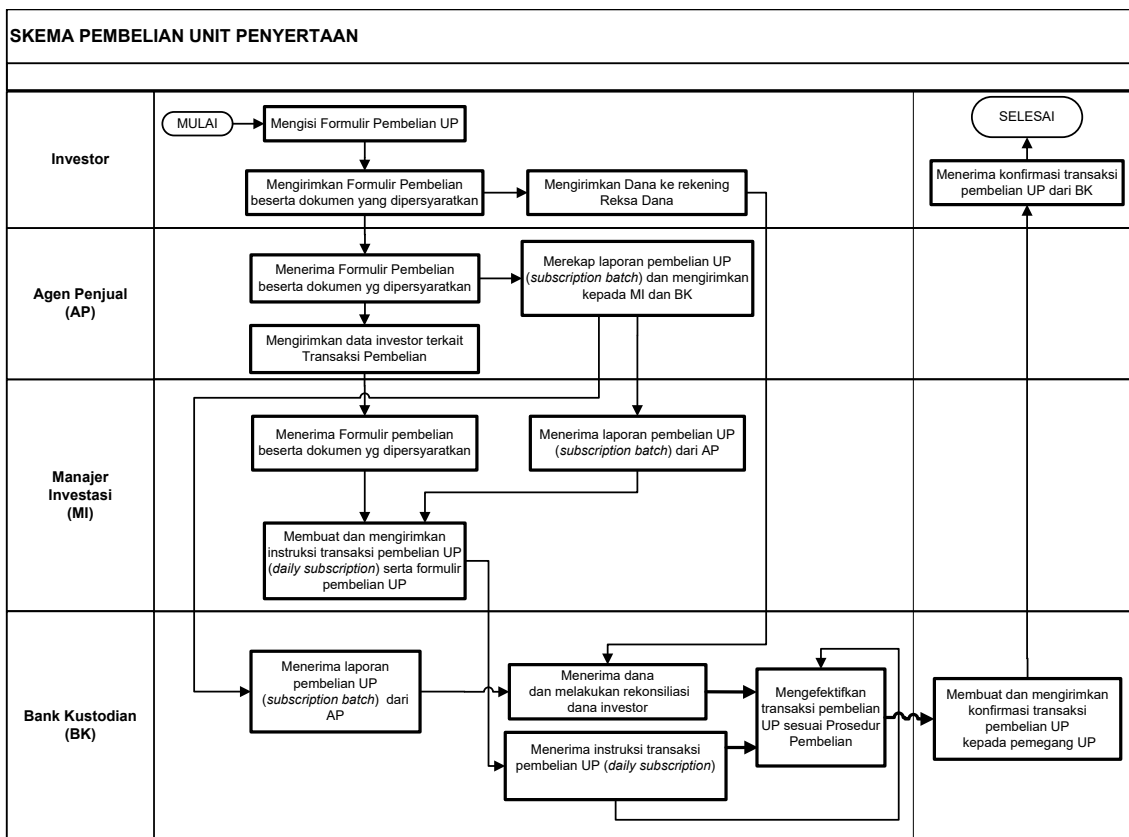 SKEMA PEMBELIAN UNIT PENYERTAAN
Investor
MULAI
Mengisi Formulir Pembelian UP
SELESAI
Mengirimkan Formulir Pembelian
beserta dokumen yang dipersyaratkan
Mengirimkan Dana ke rekening
Reksa Dana
Menerima konfirmasi transaksi
pembelian UP dari BK
Agen Penjual
(AP)
Menerima Formulir Pembelian
beserta dokumen yg dipersyaratkan
Merekap laporan pembelian UP
(subscription batch) dan mengirimkan
kepada MI dan BK
Mengirimkan data investor terkait
Transaksi Pembelian
Manajer
Investasi
(MI)
Menerima Formulir pembelian
beserta dokumen yg dipersyaratkan
Menerima laporan pembelian UP
(subscription batch) dari AP
Membuat dan mengirimkan
instruksi transaksi pembelian UP
(daily subscription) serta formulir
pembelian UP
Bank Kustodian
(BK)
Menerima laporan
pembelian UP
(subscription batch) dari
AP
Menerima dana
dan melakukan rekonsiliasi
dana investor
Menerima instruksi transaksi
pembelian UP (daily subscription)
Mengefektifkan
transaksi pembelian
UP sesuai Prosedur
Pembelian
Membuat dan mengirimkan
konfirmasi transaksi
pembelian UP
kepada pemegang UP